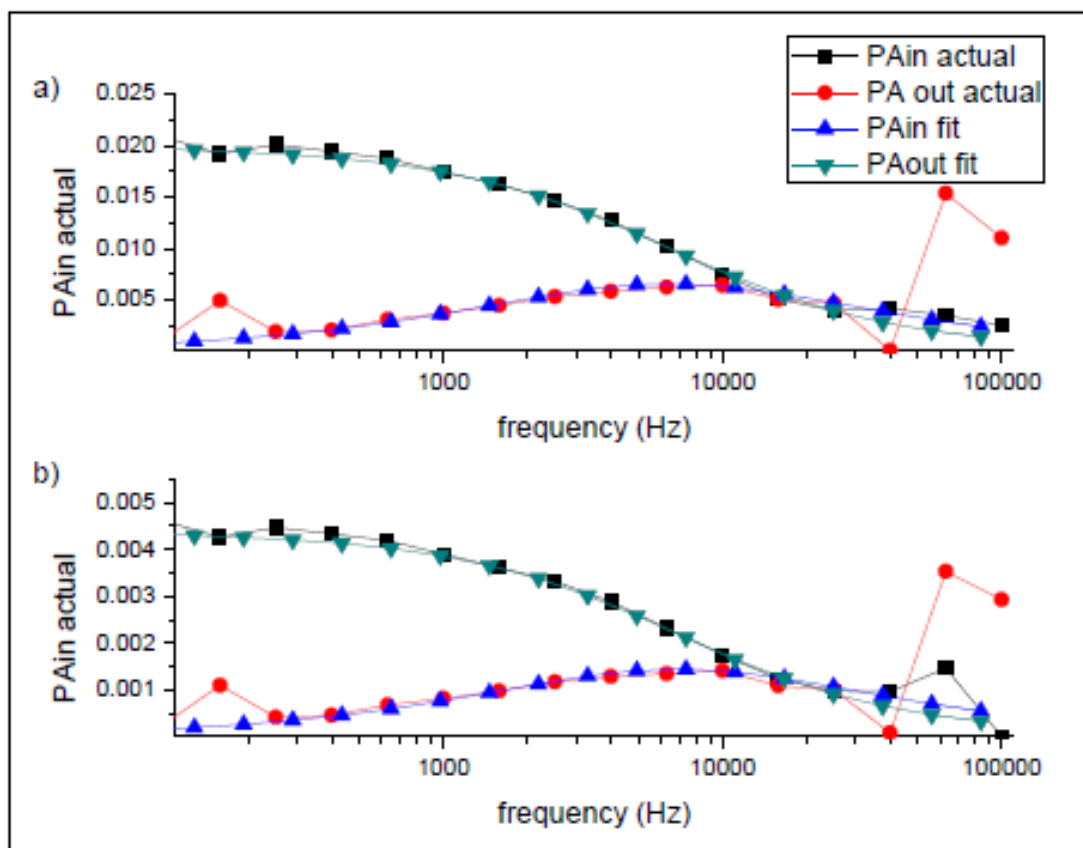 PAin actual
PA out actual
PAin fit
PAout fit
a)
0.025
0.020
0.015
0.010
0.005
PAin actual
1000 10000 100000
frequency (Hz)
b)
0.005
0.004
0.003
0.002
0.001
PAin actual
1000 10000 100000
frequency (Hz)